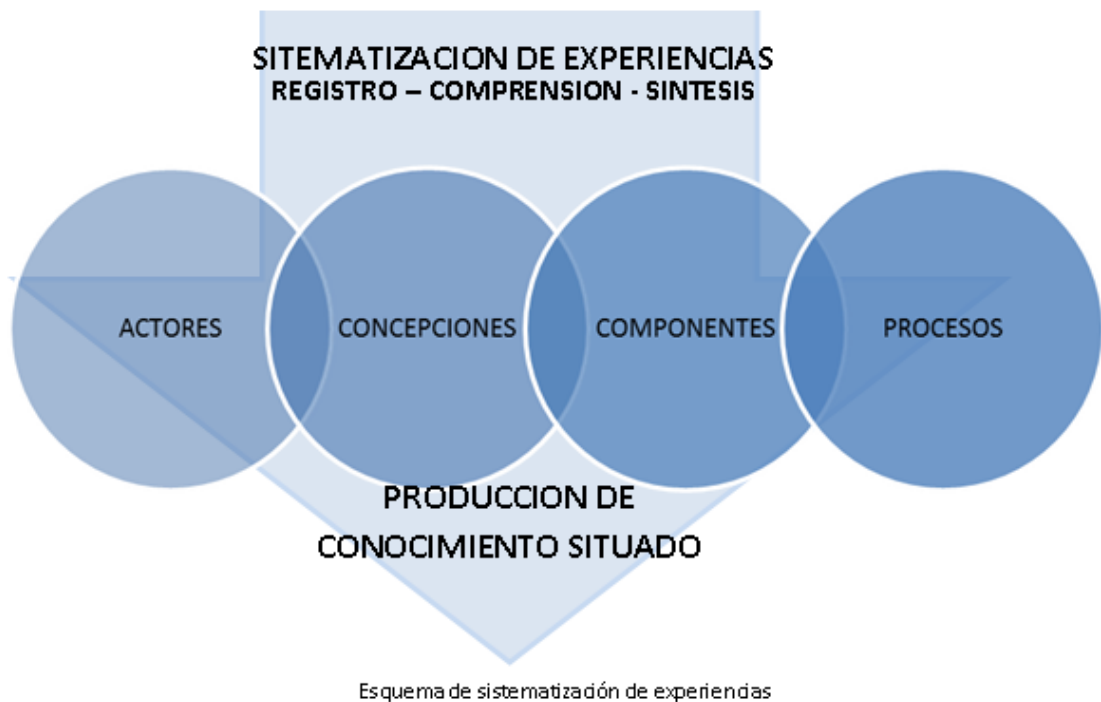 SITEMATIZACION DE EXPERIENCIAS
REGISTRO – COMPRENSION - SINTESIS
ACTORES
CONCEPCIONES
COMPONENTES
PROCESOS
PRODUCCION DE
CONOCIMIENTO SITUADO
Esquema de sistematización de experiencias